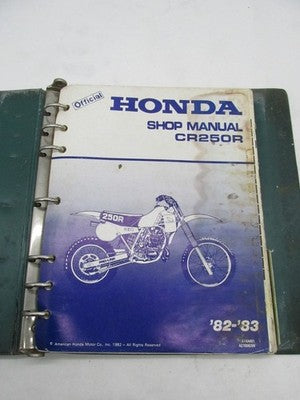 Official
HONDA
SHOP MANUAL
CR250R
250R
'82-'83
© American Honda Motor Co., Inc. 1982 – All Rights Reserved